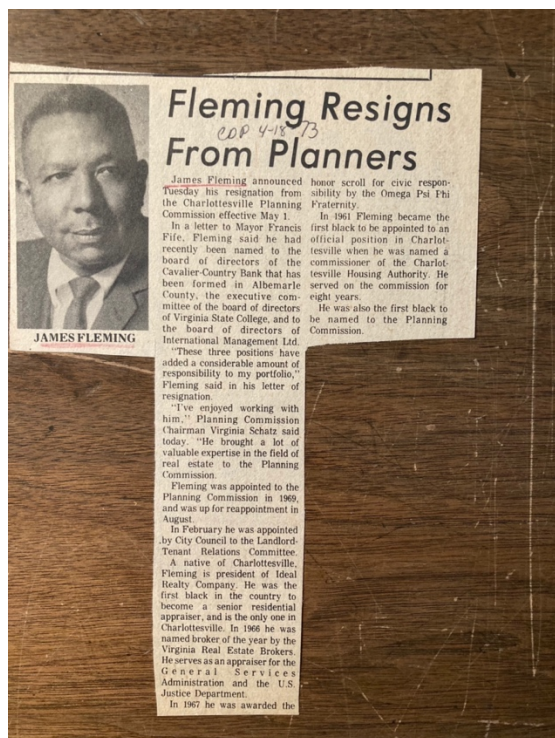 Fleming Resigns
CDP 4-18-73
From Planners
JAMES FLEMING
James Fleming announced
Tuesday his resignation from
the Charlottesville Planning
Commission effective May 1.
In a letter to Mayor Francis
Fife, Fleming said he had
recently been named to the
board of directors of the
Cavalier-Country Bank that has
been formed in Albemarle
County, the executive com-
mittee of the board of directors
of Virginia State College, and to
the board of directors of
International Management Ltd.
"These three positions have
added a considerable amount of
responsibility to my portfolio,"
Fleming said in his letter of
resignation.
"I've enjoyed working with
him," Planning Commission
Chairman Virginia Schatz said
today. "He brought a lot of
valuable expertise in the field of
real estate to the Planning
Commission.
Fleming was appointed to the
Planning Commission in 1969,
and was up for reappointment in
August.
In February he was appointed
by City Council to the Landlord-
Tenant Relations Committee.
A native of Charlottesville,
Fleming is president of Ideal
Realty Company. He was the
first black in the country to
become a senior residential
appraiser, and is the only one in
Charlottesville. In 1966 he was
named broker of the year by the
Virginia Real Estate Brokers.
He serves as an appraiser for the
General Services
Administration and the U.S.
Justice Department.
In 1967 he was awarded the
honor scroll for civic respon-
sibility by the Omega Psi Phi
Fraternity.
In 1961 Fleming became the
first black to be appointed to an
official position in Charlot-
tesville when he was named a
commissioner of the Charlot-
tesville Housing Authority. He
served on the commission for
eight years.
He was also the first black to
be named to the Planning
Commission.